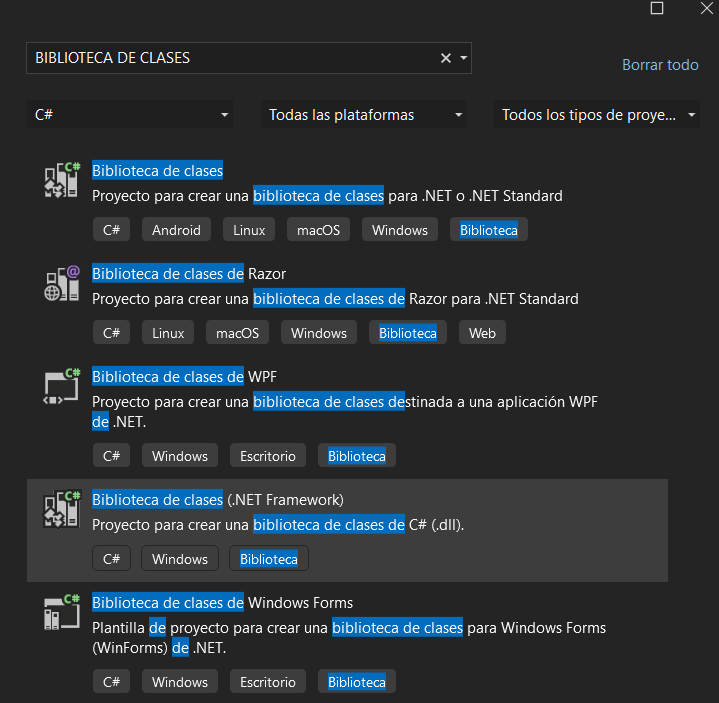 BIBLIOTECA DE CLASES
Borrar todo
C# Todas las plataformas Todos los tipos de proye...
C# Biblioteca de clases
Proyecto para crear una biblioteca de clases para .NET o .NET Standard
C# Android Linux macOS Windows Biblioteca
@ Biblioteca de clases de Razor
Proyecto para crear una biblioteca de clases de Razor para .NET Standard
C# Linux macOS Windows Biblioteca Web
C# Biblioteca de clases de WPF
Proyecto para crear una biblioteca de clases destinada a una aplicación WPF
de .NET.
C# Windows Escritorio Biblioteca
C# Biblioteca de clases (.NET Framework)
Proyecto para crear una biblioteca de clases de C# (.dll).
C# Windows Biblioteca
C# Biblioteca de clases de Windows Forms
Plantilla de proyecto para crear una biblioteca de clases para Windows Forms
(WinForms) de .NET.
C# Windows Escritorio Biblioteca